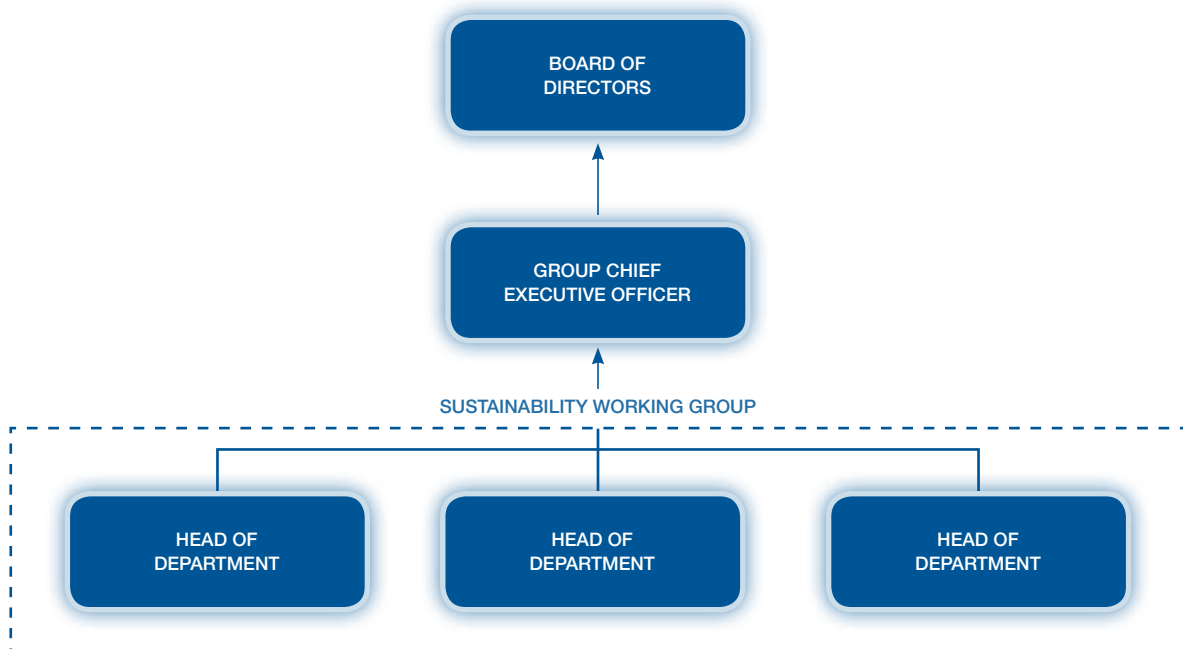 BOARD OF
DIRECTORS
GROUP CHIEF
EXECUTIVE OFFICER
SUSTAINABILITY WORKING GROUP
HEAD OF
DEPARTMENT
HEAD OF
DEPARTMENT
HEAD OF
DEPARTMENT